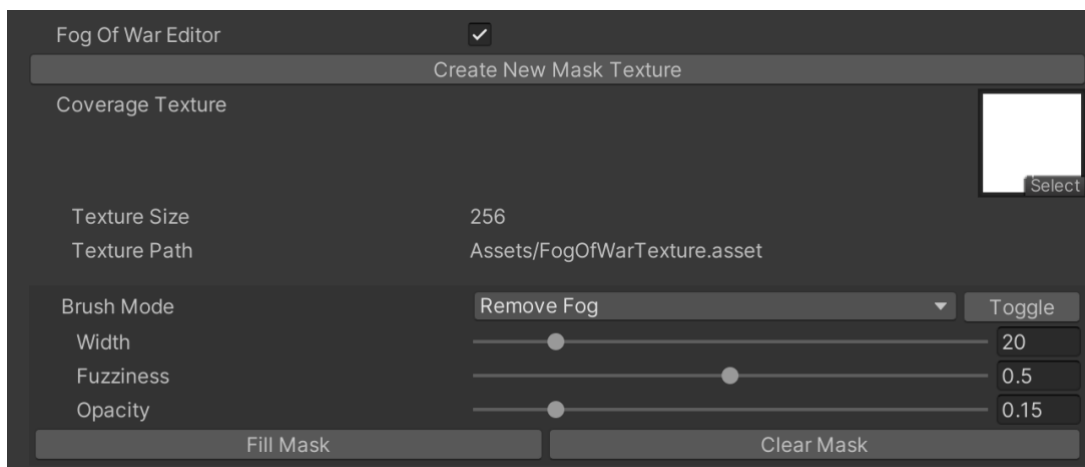 Fog Of War Editor
Create New Mask Texture
Coverage Texture
Select
Texture Size 256
Texture Path Assets/FogOfWarTexture.asset
Brush Mode Remove Fog Toggle
Width 20
Fuzziness 0.5
Opacity 0.15
Fill Mask Clear Mask